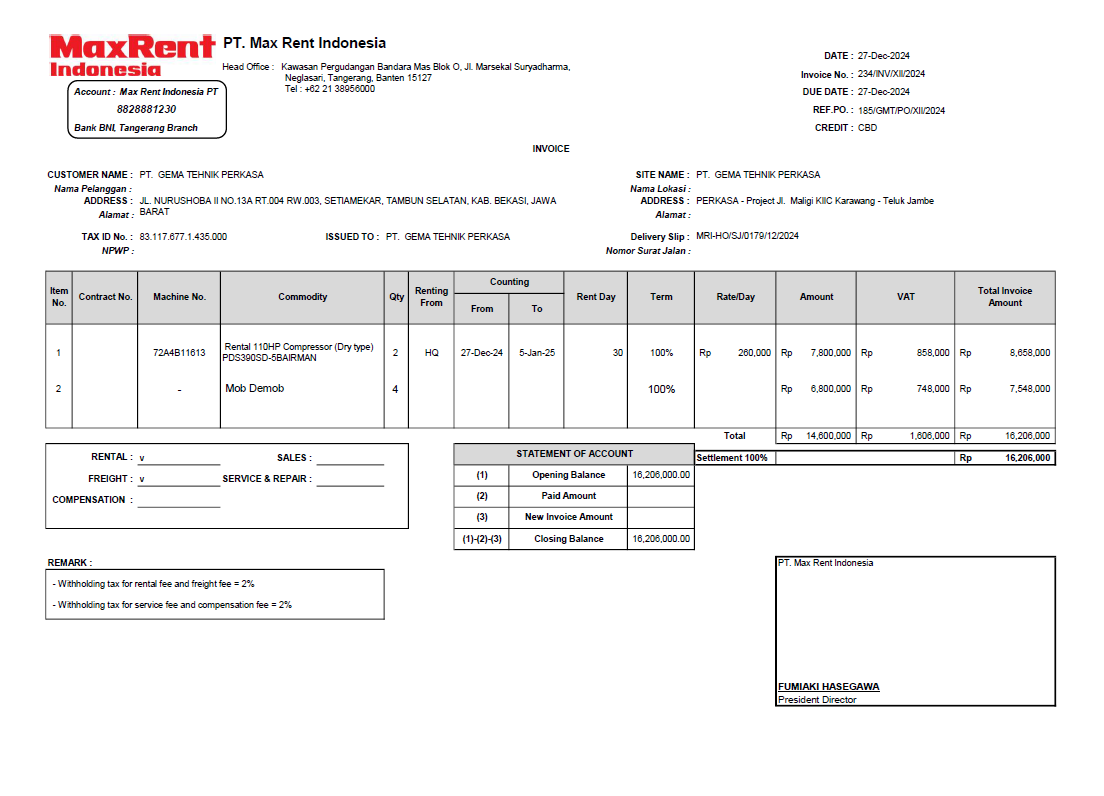 MaxRent
Indonesia
PT. Max Rent Indonesia
Head Office : Kawasan Pergudangan Bandara Mas Blok O, Jl. Marsekal Suryadharma,
Neglasari, Tangerang, Banten 15127
Tel : +62 21 38956000
Account : Max Rent Indonesia PT
8828881230
Bank BNI, Tangerang Branch
DATE : 27-Dec-2024
Invoice No. : 234/INV/XII/2024
DUE DATE : 27-Dec-2024
REF.PO. : 185/GMT/PO/XII/2024
CREDIT : CBD
INVOICE
CUSTOMER NAME : PT. GEMA TEHNIK PERKASA
Nama Pelanggan :
ADDRESS : JL. NURUSHOBA II NO.13A RT.004 RW.003, SETIAMEKAR, TAMBUN SELATAN, KAB. BEKASI, JAWA
Alamat : BARAT
TAX ID No. : 83.117.677.1.435.000
NPWP :
ISSUED TO : PT. GEMA TEHNIK PERKASA
SITE NAME : PT. GEMA TEHNIK PERKASA
Nama Lokasi :
ADDRESS : PERKASA - Project Jl. Maligi KIIC Karawang - Teluk Jambe
Alamat :
Delivery Slip : MRI-HO/SJ/0179/12/2024
Nomor Surat Jalan :
Item No. Contract No. Machine No. Commodity Qty Renting From Counting From To Rent Day Term Rate/Day Amount VAT Total Invoice Amount
1 72A4B11613 Rental 110HP Compressor (Dry type) PDS390SD-5BAIRMAN 2 HQ 27-Dec-24 5-Jan-25 30 100% Rp 260,000 Rp 7,800,000 Rp 858,000 Rp 8,658,000
2 - Mob Demob 4 100% Rp 6,800,000 Rp 748,000 Rp 7,548,000
Total Rp 14,600,000 Rp 1,606,000 Rp 16,206,000
Settlement 100% Rp 16,206,000
RENTAL : v SALES :
FREIGHT : v SERVICE & REPAIR :
COMPENSATION :
STATEMENT OF ACCOUNT
(1) Opening Balance 16,206,000.00
(2) Paid Amount
(3) New Invoice Amount
(1)-(2)-(3) Closing Balance 16,206,000.00
REMARK :
- Withholding tax for rental fee and freight fee = 2%
- Withholding tax for service fee and compensation fee = 2%
PT. Max Rent Indonesia
FUMIAKI HASEGAWA
President Director